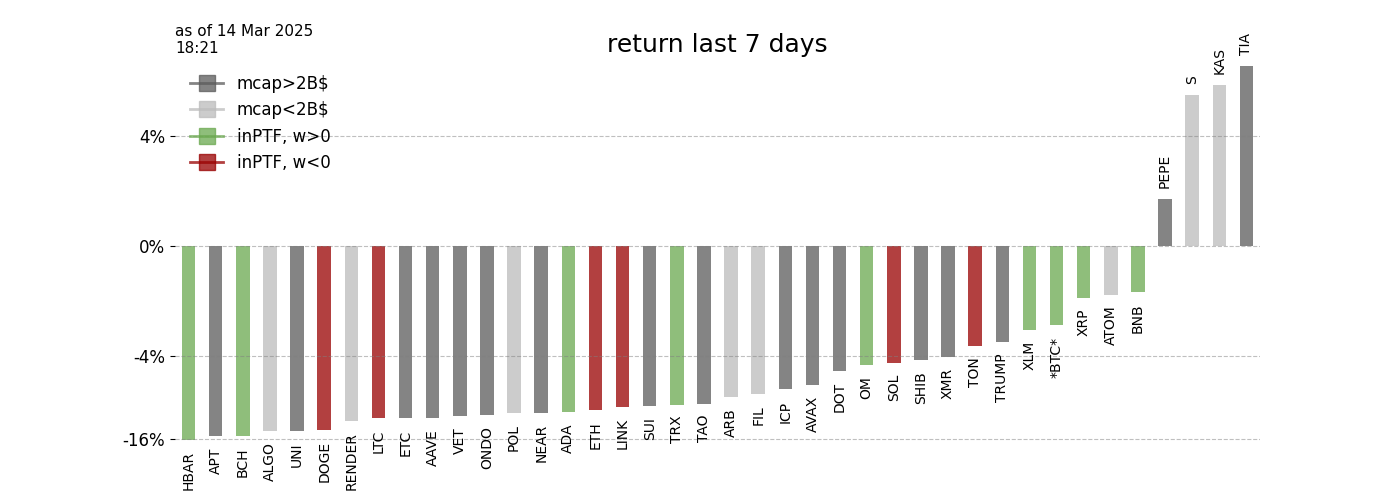 as of 14 Mar 2025
18:21
return last 7 days
mcap>2B$
mcap<2B$
inPTF, w>0
inPTF, w<0
4%
0%
-4%
-16%
HBAR
APT
BCH
ALGO
UNI
DOGE
RENDER
LTC
ETC
AAVE
VET
ONDO
POL
NEAR
ADA
ETH
LINK
SUI
TRX
TAO
ARB
FIL
ICP
AVAX
DOT
OM
SOL
SHIB
XMR
TON
TRUMP
XLM
*BTC*
XRP
ATOM
BNB
PEPE
S
KAS
TIA